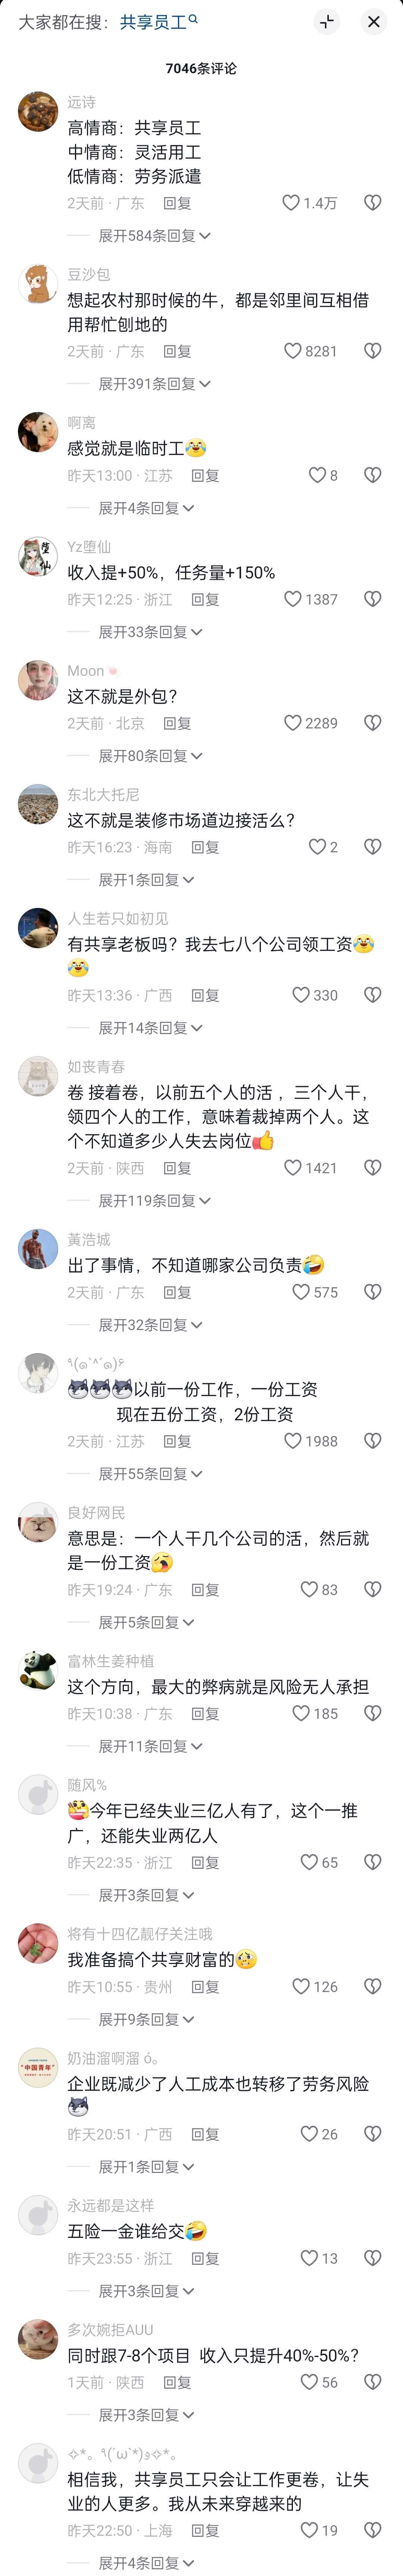 大家都在搜：共享员工
7046条评论
远诗
高情商：共享员工
中情商：灵活用工
低情商：劳务派遣
2天前 · 广东 回复 1.4万
展开584条回复
豆沙包
想起农村那时候的牛，都是邻里间互相借
用帮忙刨地的
2天前 · 广东 回复 8281
展开391条回复
啊离
感觉就是临时工😂
昨天13:00 · 江苏 回复 8
展开4条回复
Yz堕仙
收入提+50%，任务量+150%
昨天12:25 · 浙江 回复 1387
展开33条回复
Moon
这不就是外包？
2天前 · 北京 回复 2289
展开80条回复
东北大托尼
这不就是装修市场道边接活么？
昨天16:23 · 海南 回复 2
展开1条回复
人生若只如初见
有共享老板吗？我去七八个公司领工资😂
😂
昨天13:36 · 广西 回复 330
展开14条回复
如丧青春
卷 接着卷，以前五个人的活 ，三个人干，
领四个人的工作，意味着裁掉两个人。这
个不知道多少人失去岗位👍
2天前 · 陕西 回复 1421
展开119条回复
黃浩城
出了事情，不知道哪家公司负责🤣
2天前 · 广东 回复 575
展开32条回复
٩(๑`^´๑)۶
以前一份工作，一份工资
现在五份工资，2份工资
2天前 · 江苏 回复 1988
展开55条回复
良好网民
意思是：一个人干几个公司的活，然后就
是一份工资
昨天19:24 · 广东 回复 83
展开5条回复
富林生姜种植
这个方向，最大的弊病就是风险无人承担
昨天10:38 · 广东 回复 185
展开11条回复
随风%
今年已经失业三亿人有了，这个一推
广，还能失业两亿人
昨天22:35 · 浙江 回复 65
展开3条回复
将有十四亿靓仔关注哦
我准备搞个共享财富的
昨天10:55 · 贵州 回复 126
展开9条回复
奶油溜啊溜 ó。
企业既减少了人工成本也转移了劳务风险
昨天20:51 · 广西 回复 26
展开1条回复
永远都是这样
五险一金谁给交🤣
昨天23:55 · 浙江 回复 13
展开3条回复
多次婉拒AUU
同时跟7-8个项目 收入只提升40%-50%？
1天前 · 陕西 回复 56
展开3条回复
✧*。٩(ˊωˋ*)و✧*。
相信我，共享员工只会让工作更卷，让失
业的人更多。我从未来穿越来的
昨天22:50 · 上海 回复 19
展开4条回复